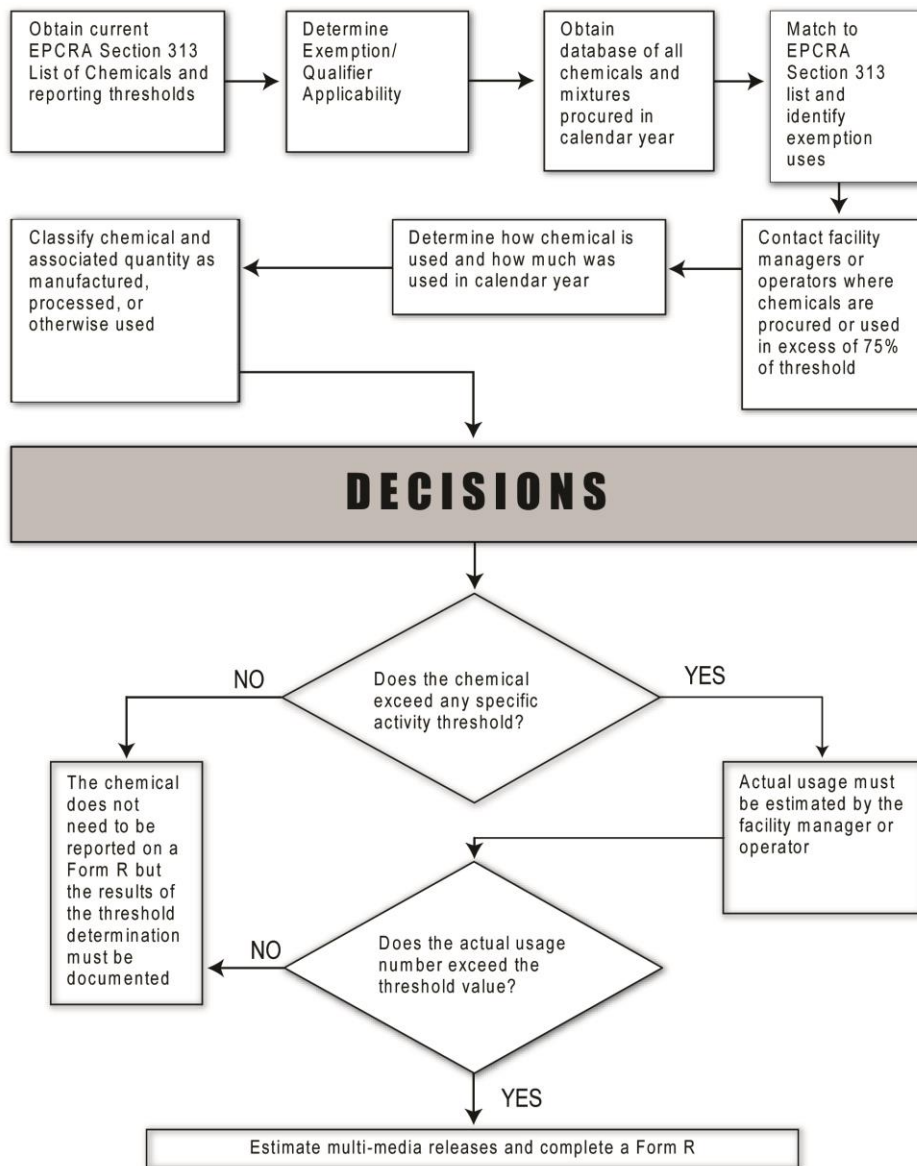 Obtain current
EPCRA Section 313
List of Chemicals and
reporting thresholds
Determine
Exemption/
Qualifier
Applicability
Obtain
database of all
chemicals and
mixtures
procured in
calendar year
Match to
EPCRA
Section 313
list and
identify
exemption
uses
Contact facility
managers or
operators where
chemicals are
procured or used
in excess of 75%
of threshold
Determine how chemical is
used and how much was
used in calendar year
Classify chemical and
associated quantity as
manufactured,
processed, or
otherwise used
DECISIONS
Does the chemical
exceed any specific
activity threshold?
NO
YES
The chemical
does not
need to be
reported on a
Form R but
the results of
the threshold
determination
must be
documented
Actual usage must
be estimated by the
facility manager or
operator
Does the actual usage
number exceed the
threshold value?
NO
YES
Estimate multi-media releases and complete a Form R